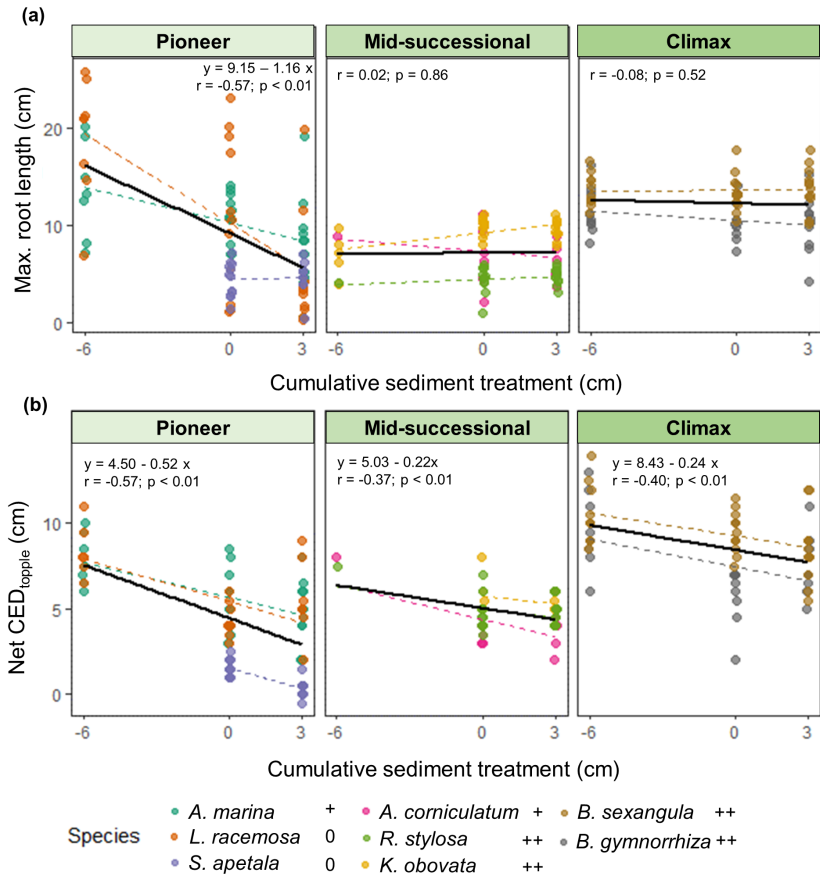 (a)
Pioneer
Mid-successional
Climax
y = 9.15 – 1.16 x
r = -0.57; p < 0.01
r = 0.02; p = 0.86
r = -0.08; p = 0.52
Max. root length (cm)
20
10
0
-6
0
3
-6
0
3
-6
0
3
Cumulative sediment treatment (cm)
(b)
Pioneer
Mid-successional
Climax
y = 4.50 - 0.52 x
r = -0.57; p < 0.01
y = 5.03 - 0.22x
r = -0.37; p < 0.01
y = 8.43 - 0.24 x
r = -0.40; p < 0.01
Net CEDtopple (cm)
10
5
0
-6
0
3
-6
0
3
-6
0
3
Cumulative sediment treatment (cm)
Species
A. marina +
L. racemosa 0
S. apetala 0
A. corniculatum +
R. stylosa ++
K. obovata ++
B. sexangula ++
B. gymnorrhiza ++